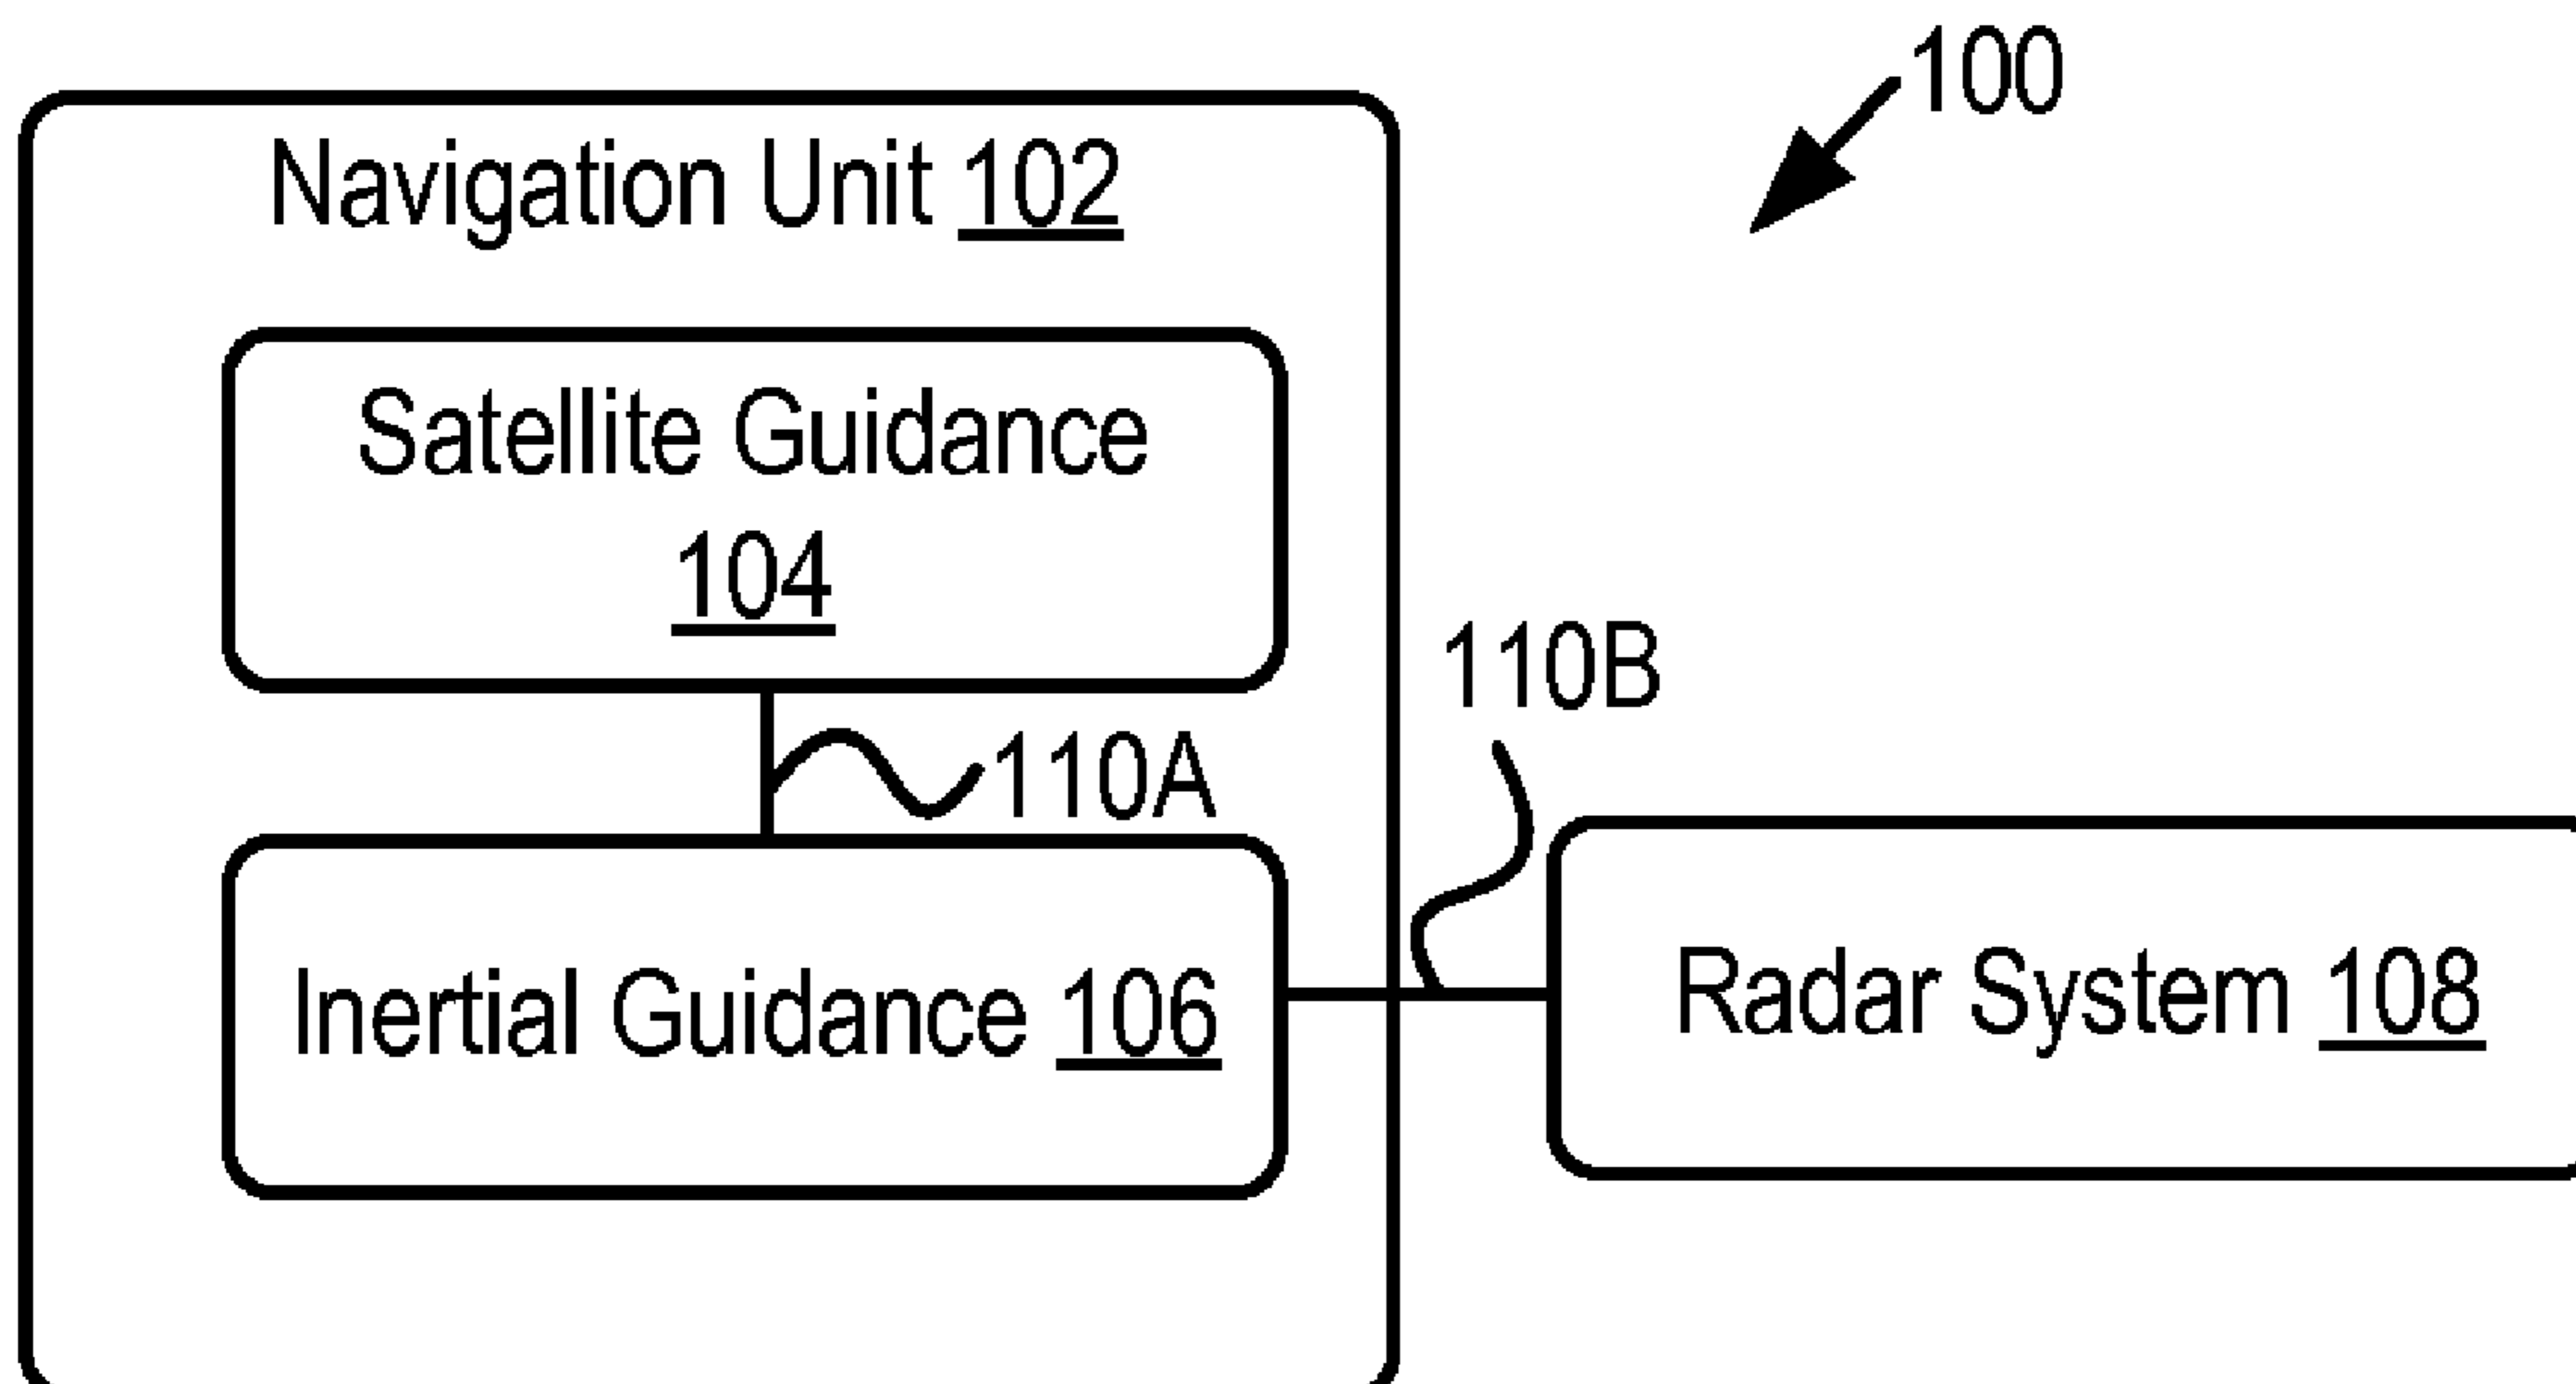 100
Navigation Unit 102
Satellite Guidance
104
110B
110A
Inertial Guidance 106
Radar System 108